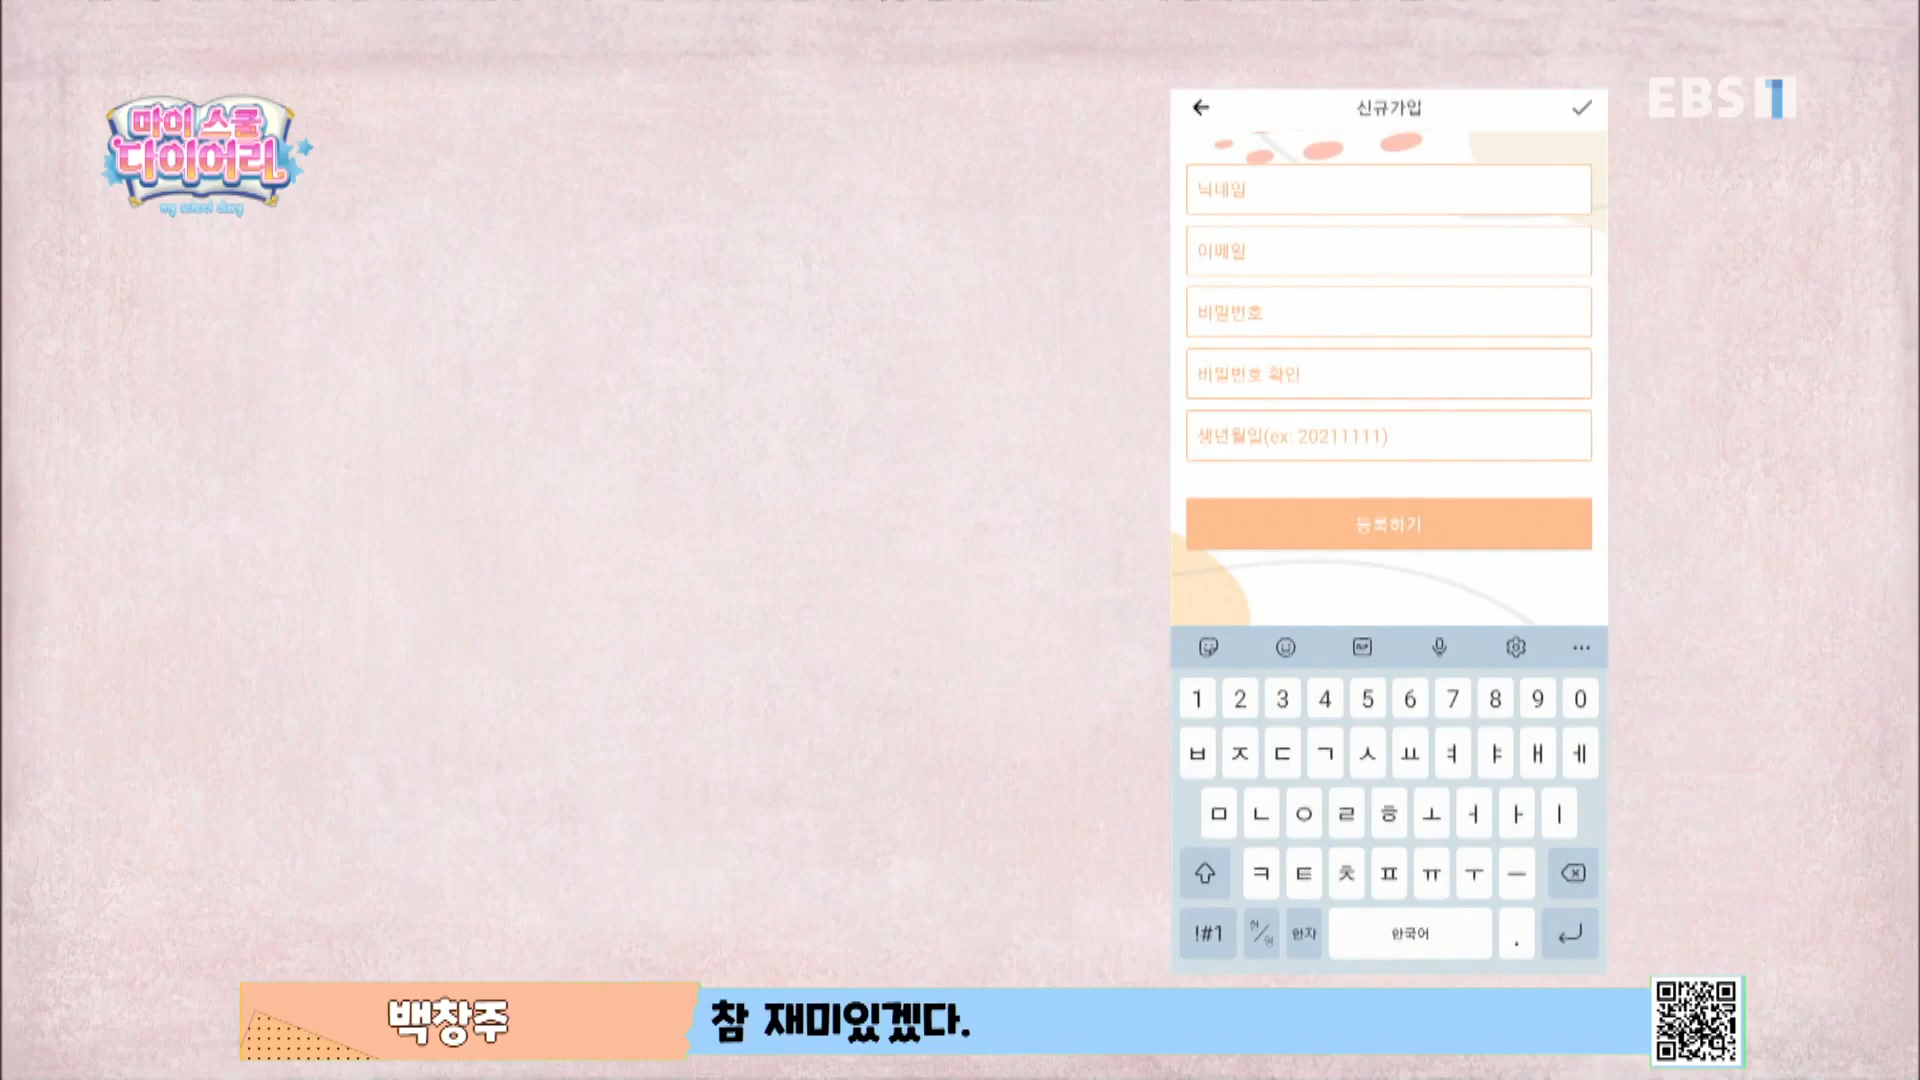 마이 스쿨
다이어리
my school diary
EBS 1
신규가입
닉네임
이메일
비밀번호
비밀번호 확인
생년월일(ex: 20211111)
등록하기
GIF
1 2 3 4 5 6 7 8 9 0
ㅂ ㅈ ㄷ ㄱ ㅅ ㅛ ㅕ ㅑ ㅐ ㅔ
ㅁ ㄴ ㅇ ㄹ ㅎ ㅗ ㅓ ㅏ ㅣ
ㅋ ㅌ ㅊ ㅍ ㅠ ㅜ ㅡ
!#1 한/영 한자 한국어 .
백창주
참 재미있겠다.